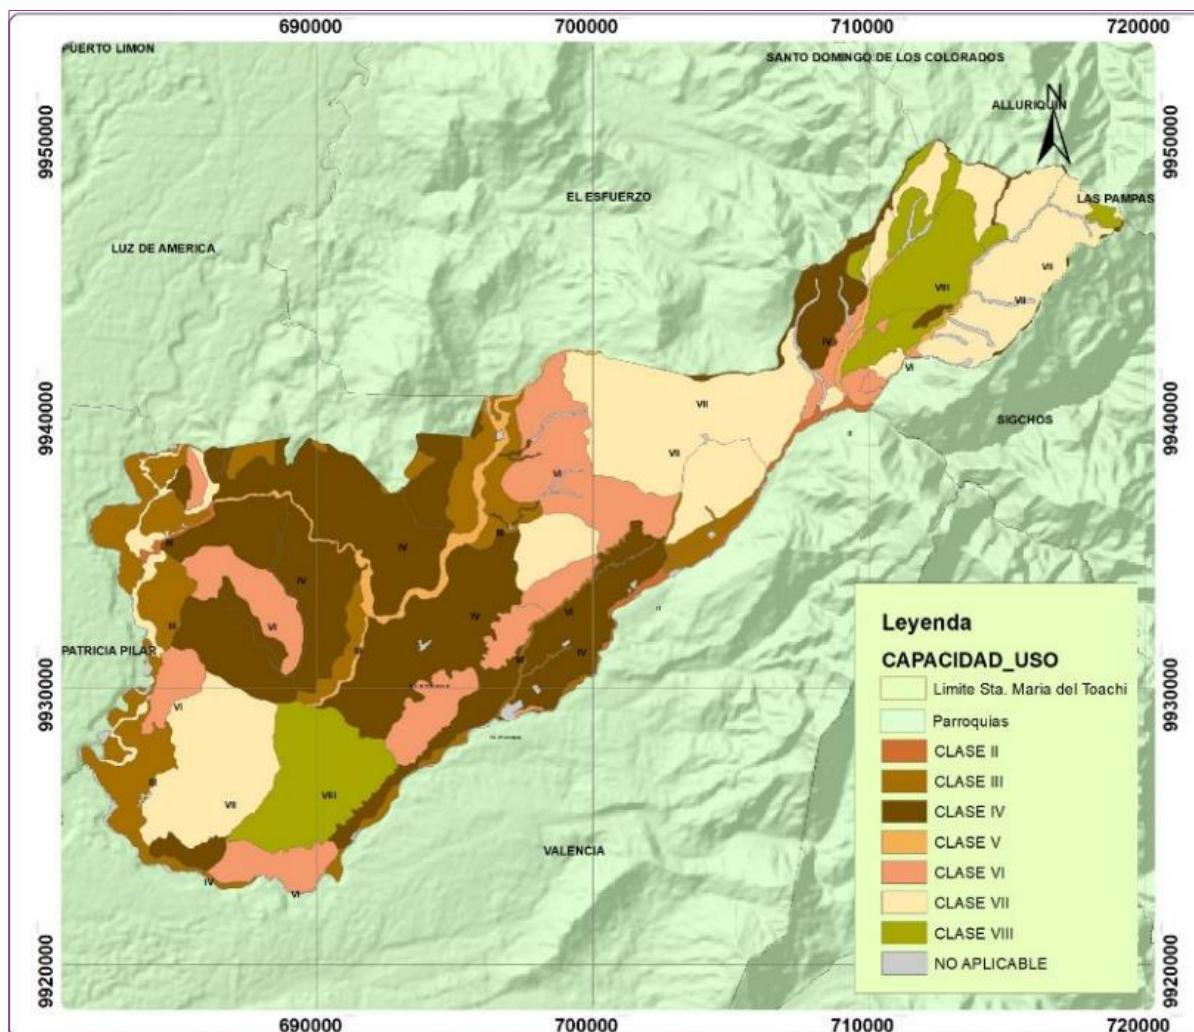 690000
700000
710000
720000
PUERTO LIMON
SANTO DOMINGO DE LOS COLORADOS
ALLURIQUIN
N
9950000
9950000
EL ESFUERZO
LAS PAMPAS
LUZ DE AMERICA
VII
VIII
VII
IV
VI
9940000
9940000
VII
SIGCHOS
VII
VI
III
IV
III
IV
IV
VI
III
VI
III
VI
IV
PATRICIA PILAR
9930000
9930000
VI
III
VII
VIII
VALENCIA
IV
VI
Leyenda
CAPACIDAD_USO
Limite Sta. Maria del Toachi
Parroquias
CLASE II
CLASE III
CLASE IV
CLASE V
CLASE VI
CLASE VII
CLASE VIII
NO APLICABLE
9920000
9920000
690000
700000
710000
720000